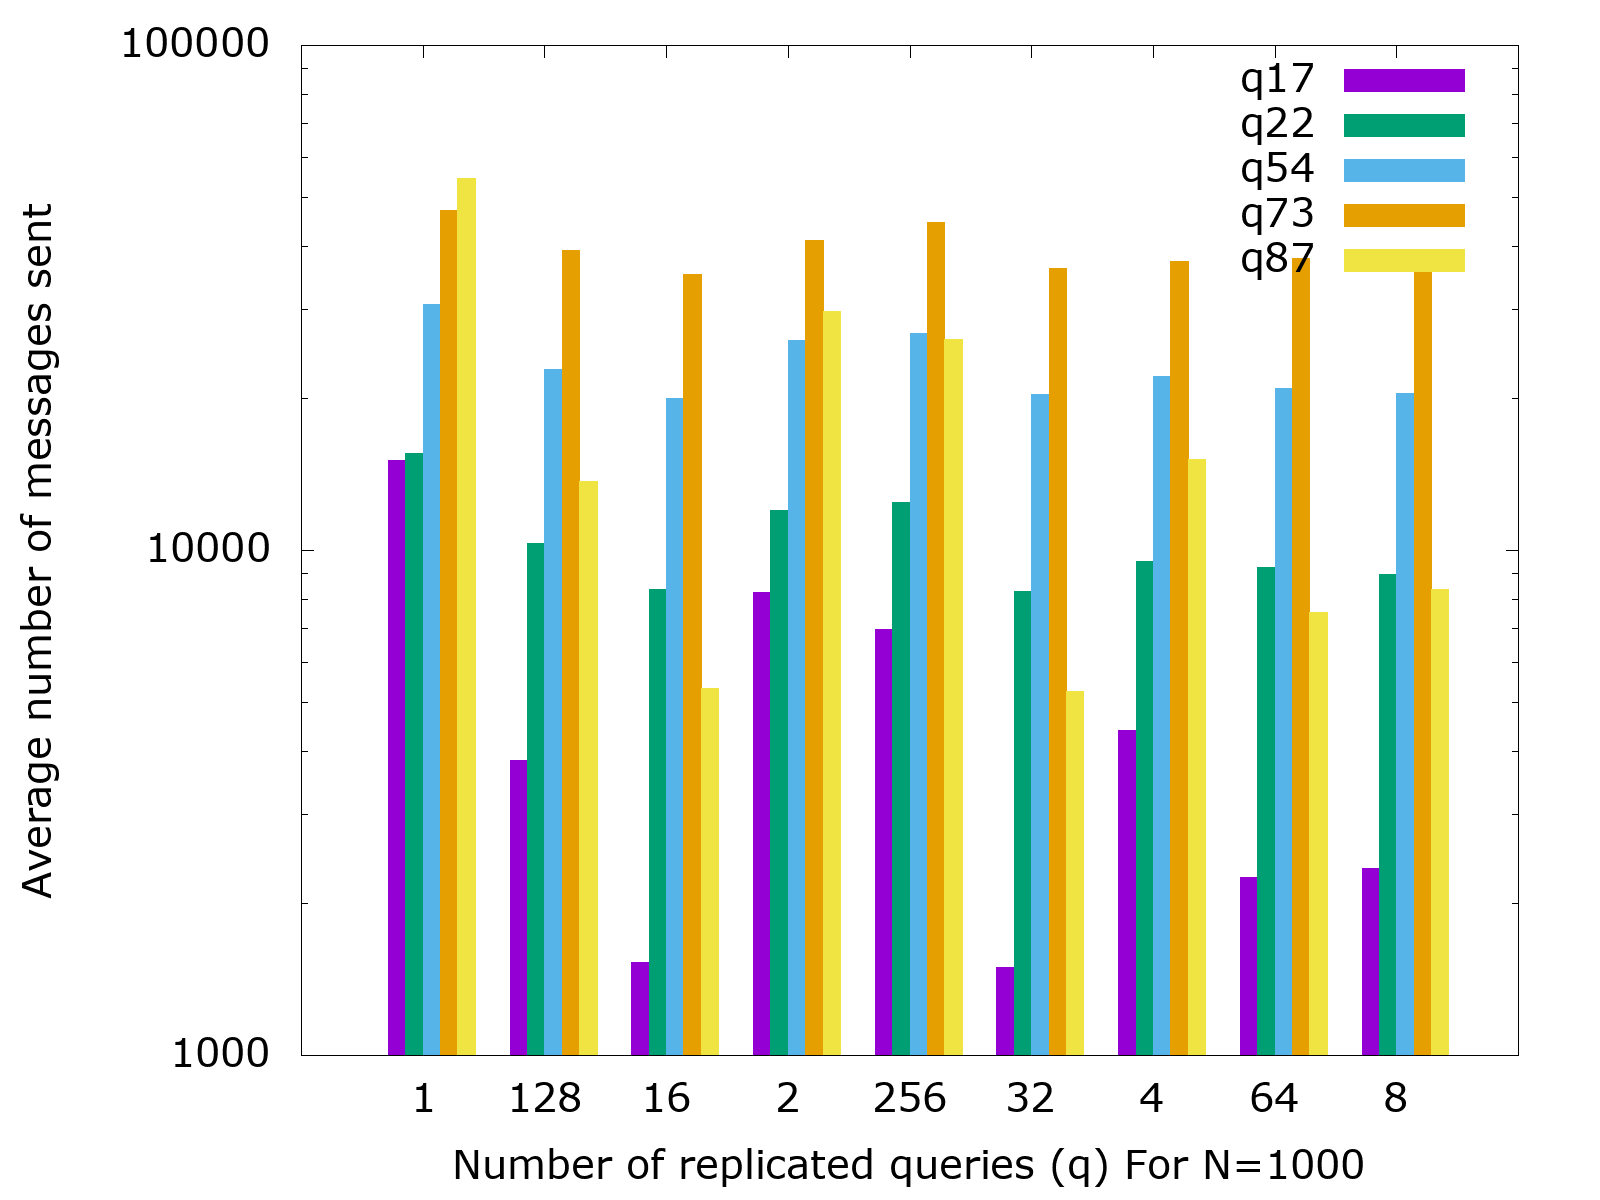 100000
10000
1000
Average number of messages sent
q17
q22
q54
q73
q87
1 128 16 2 256 32 4 64 8
Number of replicated queries (q) For N=1000